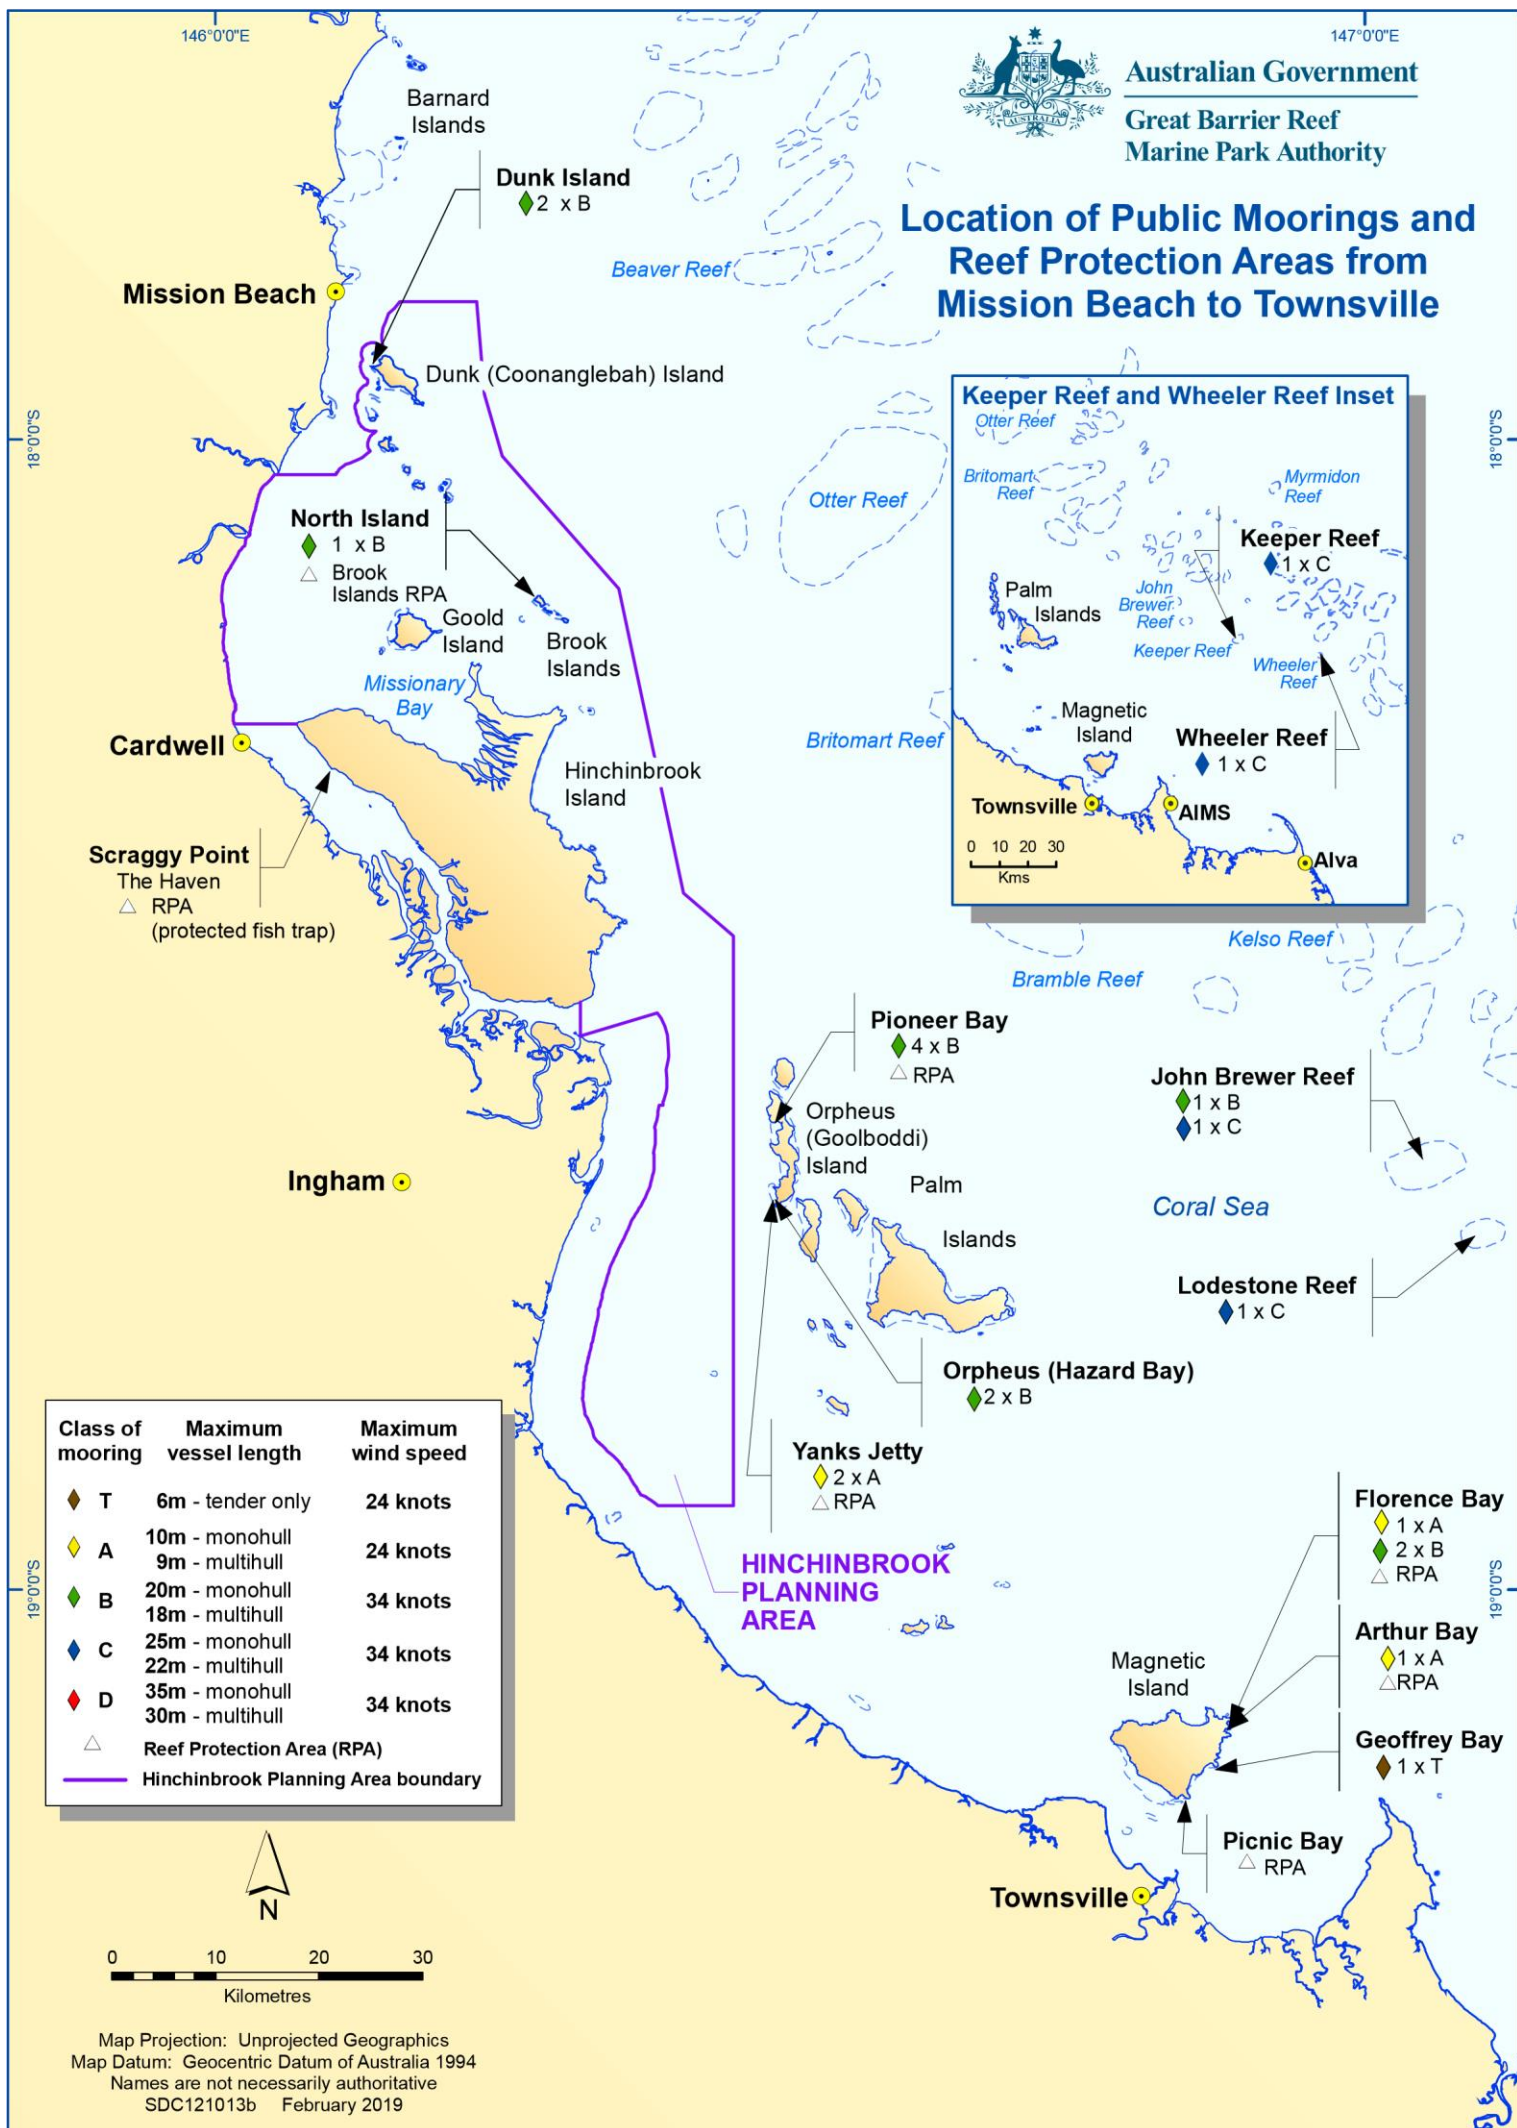 146°0'0"E
147°0'0"E
AUSTRALIA
Australian Government
Great Barrier Reef
Marine Park Authority
Location of Public Moorings and
Reef Protection Areas from
Mission Beach to Townsville
Barnard
Islands
Dunk Island
2 x B
Beaver Reef
Mission Beach
Dunk (Coonanglebah) Island
18°0'0"S
18°0'0"S
Otter Reef
North Island
1 x B
Brook
Islands RPA
Goold
Island
Brook
Islands
Missionary
Bay
Cardwell
Hinchinbrook
Island
Britomart Reef
Scraggy Point
The Haven
RPA
(protected fish trap)
Keeper Reef and Wheeler Reef Inset
Otter Reef
Britomart
Reef
Myrmidon
Reef
Keeper Reef
1 x C
Palm
Islands
John
Brewer
Reef
Keeper Reef
Wheeler
Reef
Magnetic
Island
Wheeler Reef
1 x C
Townsville
AIMS
Alva
0 10 20 30
Kms
Kelso Reef
Bramble Reef
Pioneer Bay
4 x B
RPA
John Brewer Reef
1 x B
1 x C
Orpheus
(Goolboddi)
Island
Ingham
Palm
Islands
Coral Sea
Lodestone Reef
1 x C
Orpheus (Hazard Bay)
2 x B
Yanks Jetty
2 x A
RPA
HINCHINBROOK
PLANNING
AREA
Class of
mooring
Maximum
vessel length
Maximum
wind speed
T 6m - tender only 24 knots
A 10m - monohull
9m - multihull 24 knots
B 20m - monohull
18m - multihull 34 knots
C 25m - monohull
22m - multihull 34 knots
D 35m - monohull
30m - multihull 34 knots
Reef Protection Area (RPA)
Hinchinbrook Planning Area boundary
19°0'0"S
19°0'0"S
Florence Bay
1 x A
2 x B
RPA
Arthur Bay
1 x A
RPA
Magnetic
Island
Geoffrey Bay
1 x T
Picnic Bay
RPA
Townsville
N
0 10 20 30
Kilometres
Map Projection: Unprojected Geographics
Map Datum: Geocentric Datum of Australia 1994
Names are not necessarily authoritative
SDC121013b February 2019